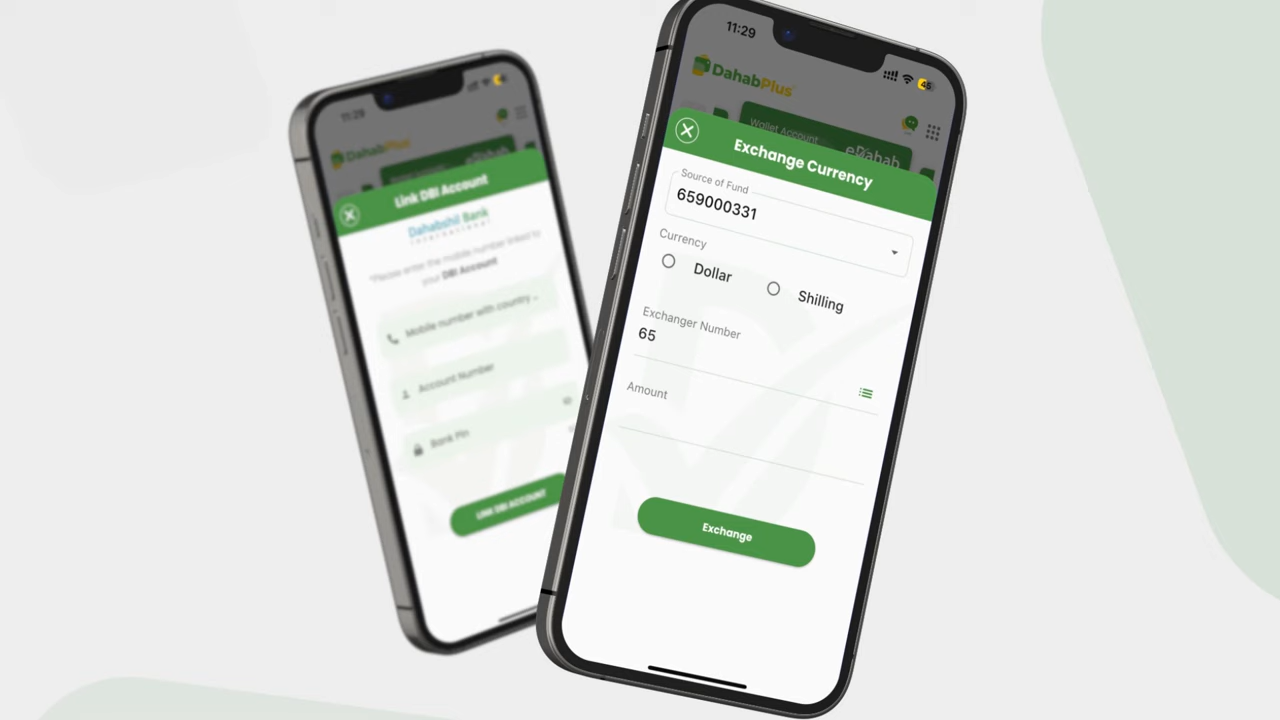 11:29
DahabPlus
Link DBI Account
Dahabshil Bank
International
*Please enter the mobile number linked by
your DBI Account
Mobile number with country ..
Account Number
Bank Pin
LINK DBI ACCOUNT
11:29
45
DahabPlus
Wallet Account
eDahab
Exchange Currency
Source of Fund
659000331
Currency
Dollar
Shilling
Exchanger Number
65
Amount
Exchange